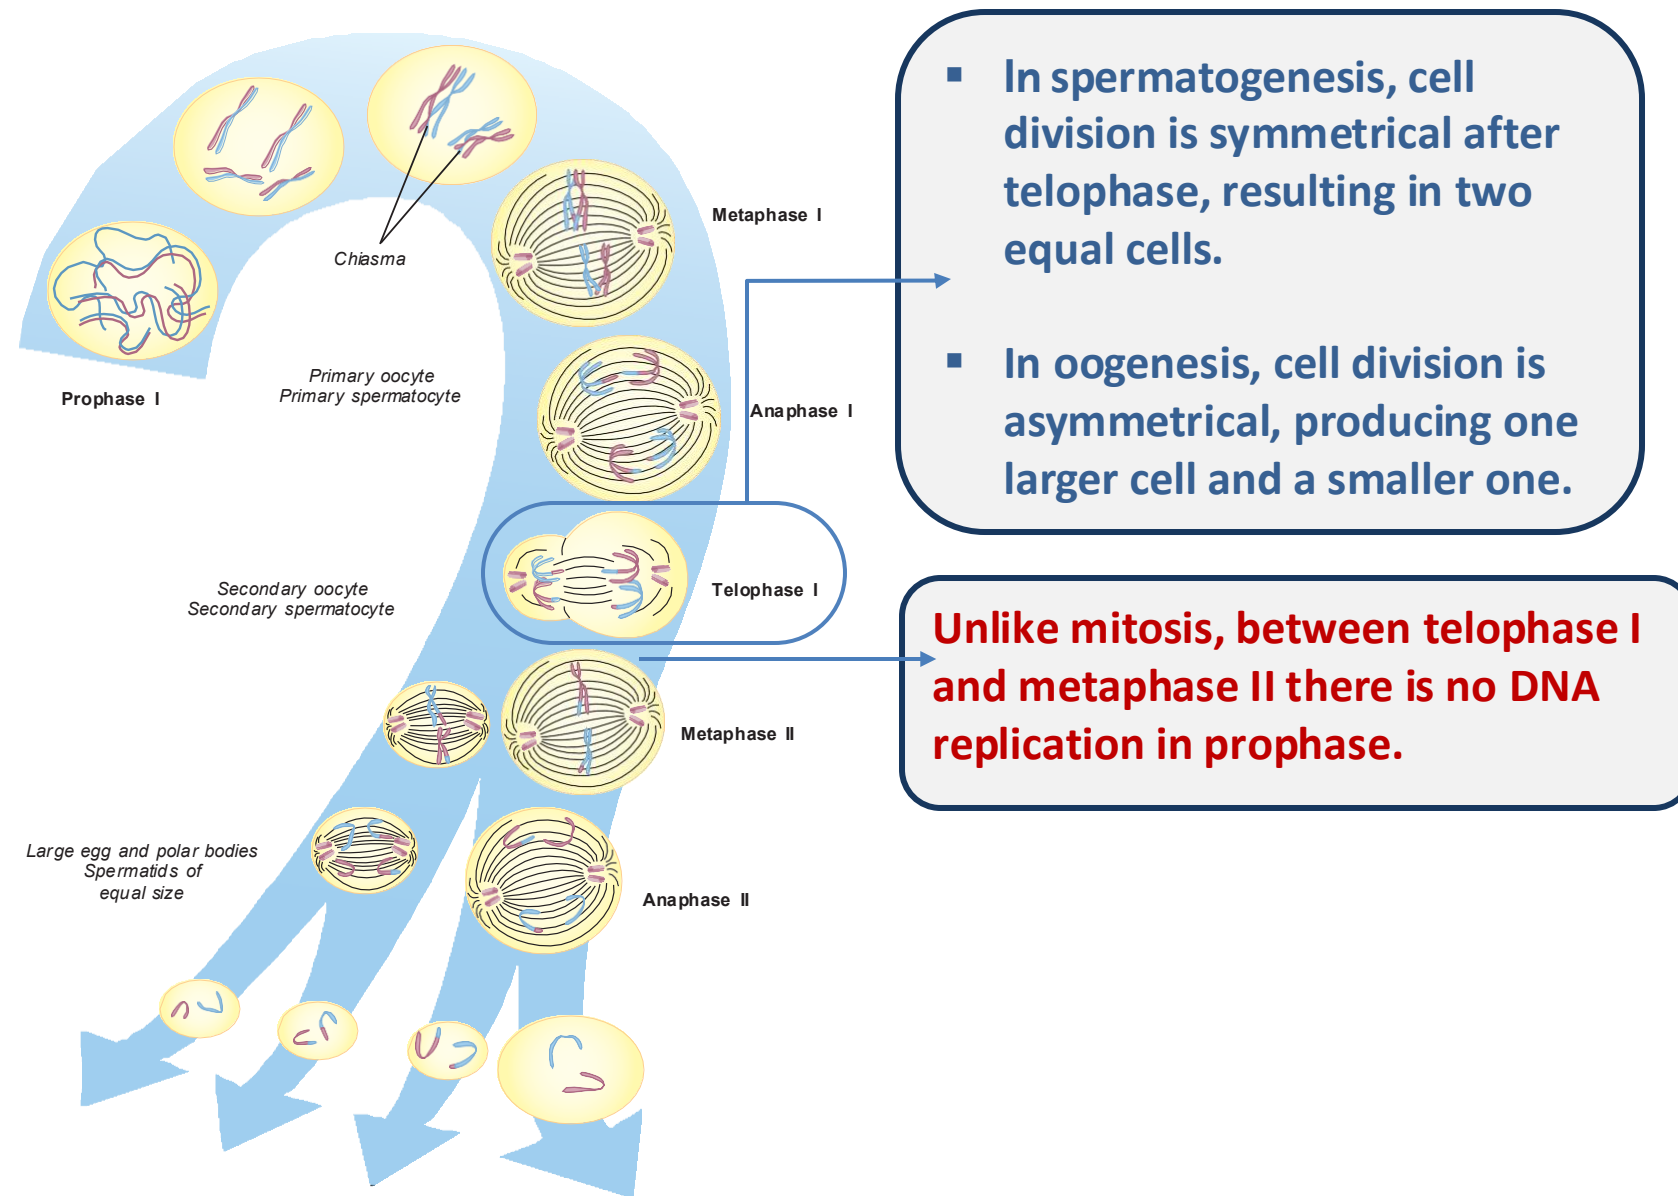 Chiasma
Primary oocyte
Primary spermatocyte
Prophase I
Metaphase I
Anaphase I
Telophase I
Secondary oocyte
Secondary spermatocyte
Metaphase II
Anaphase II
Large egg and polar bodies
Spermatids of
equal size
▪ In spermatogenesis, cell
division is symmetrical after
telophase, resulting in two
equal cells.
▪ In oogenesis, cell division is
asymmetrical, producing one
larger cell and a smaller one.
Unlike mitosis, between telophase I
and metaphase II there is no DNA
replication in prophase.